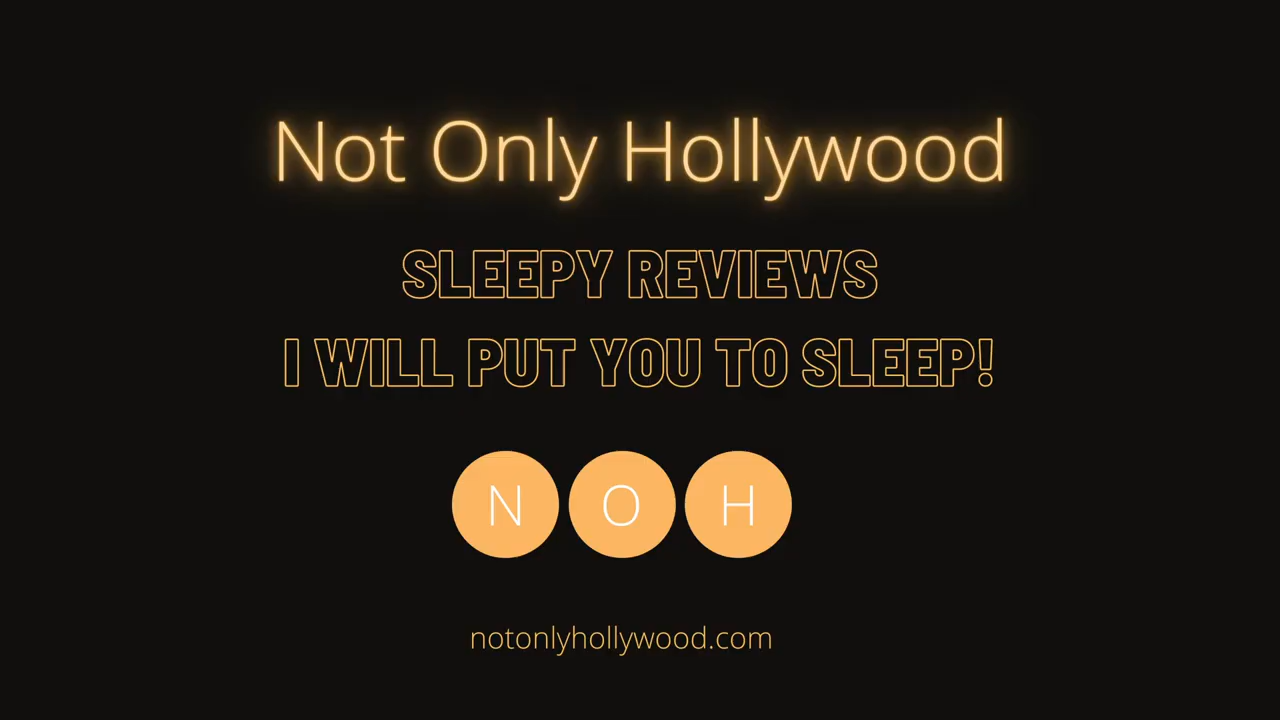 Not Only Hollywood
SLEEPY REVIEWS
I WILL PUT YOU TO SLEEP!
N O H
notonlyhollywood.com